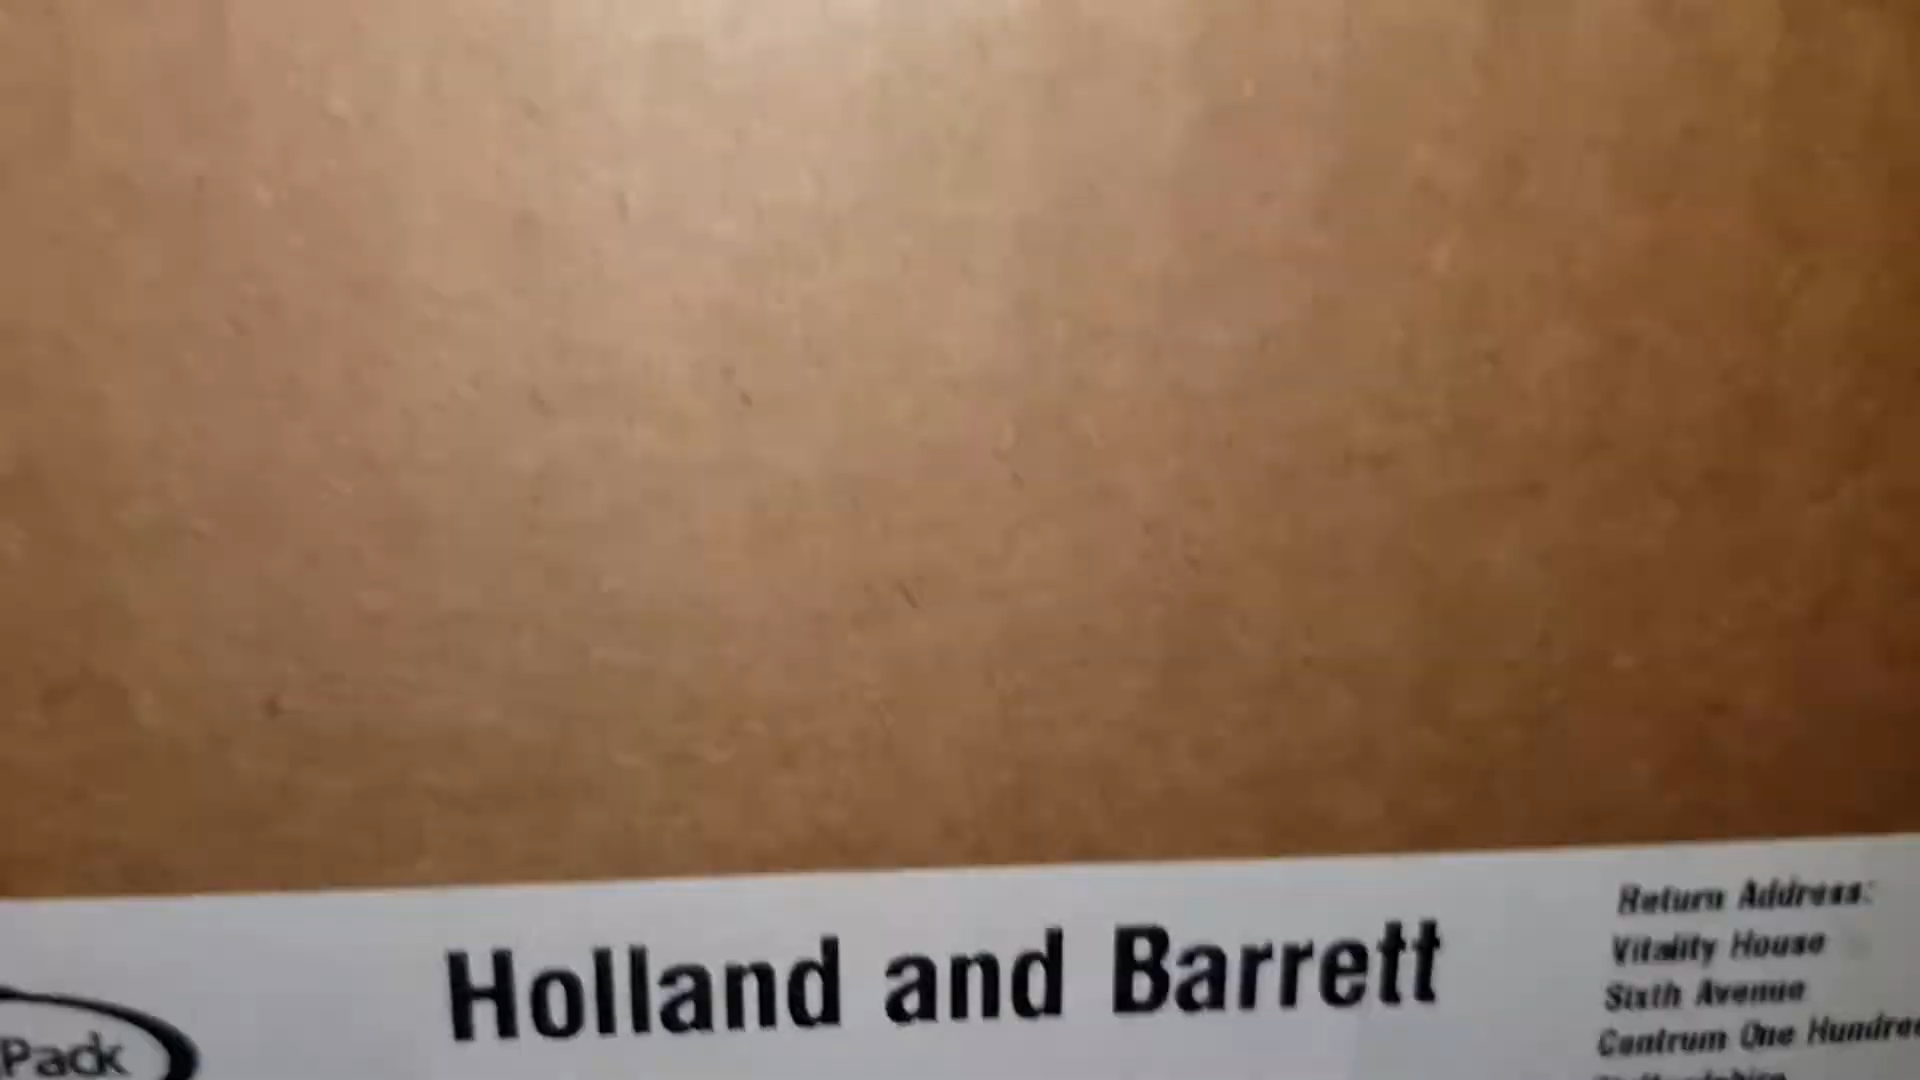 Holland and Barrett
Return Address:
Vitality House
Sixth Avenue
Centrum One Hundred
Pack